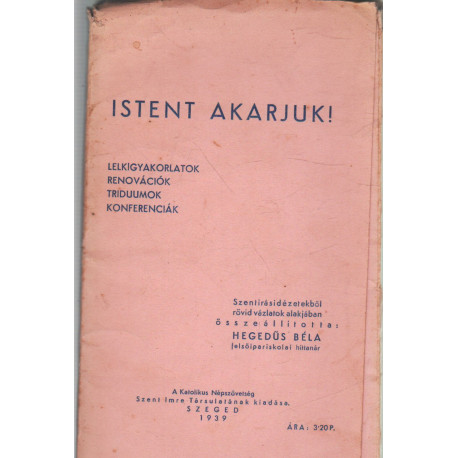 ISTENT AKARJUK!
LELKIGYAKORLATOK
RENOVÁCIÓK
TRIDUUMOK
KONFERENCIÁK
Szentírásidézetekből
rövid vázlatok alakjában
összeállította:
HEGEDÜS BÉLA
felsőipariskolai hittanár
A Katolikus Népszövetség
Szent Imre Társulatának kiadása.
SZEGED
1939
ÁRA: 3·20 P.